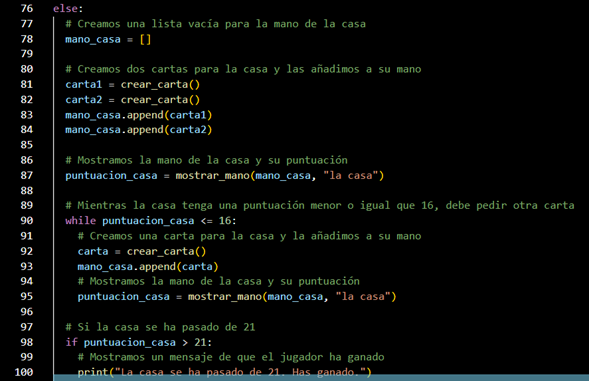 76 else:
77 # Creamos una lista vacía para la mano de la casa
78 mano_casa = []
79
80 # Creamos dos cartas para la casa y las añadimos a su mano
81 carta1 = crear_carta()
82 carta2 = crear_carta()
83 mano_casa.append(carta1)
84 mano_casa.append(carta2)
85
86 # Mostramos la mano de la casa y su puntuación
87 puntuacion_casa = mostrar_mano(mano_casa, "la casa")
88
89 # Mientras la casa tenga una puntuación menor o igual que 16, debe pedir otra carta
90 while puntuacion_casa <= 16:
91 # Creamos una carta para la casa y la añadimos a su mano
92 carta = crear_carta()
93 mano_casa.append(carta)
94 # Mostramos la mano de la casa y su puntuación
95 puntuacion_casa = mostrar_mano(mano_casa, "la casa")
96
97 # Si la casa se ha pasado de 21
98 if puntuacion_casa > 21:
99 # Mostramos un mensaje de que el jugador ha ganado
100 print("La casa se ha pasado de 21. Has ganado.")